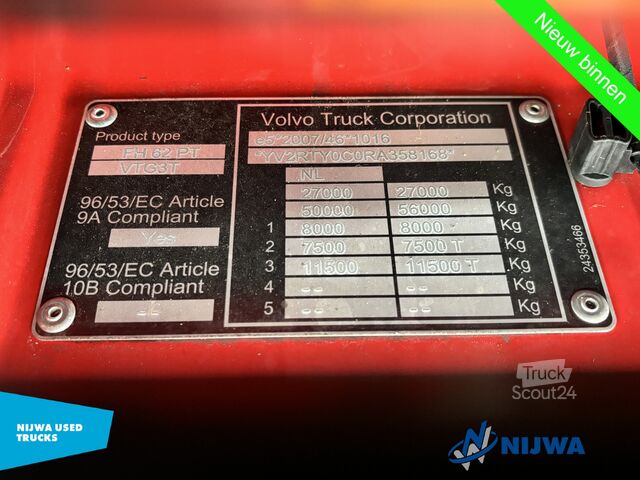 Nieuw binnen
Volvo Truck Corporation
Product type
FH 62 PT
VTG3T
96/53/EC Article
9A Compliant
Yes
96/53/EC Article
10B Compliant
--
e5*2007/46*1016
*YV2RTY0C0RA358168*
NL
27000 27000 Kg
50000 56000 Kg
1 8000 8000 Kg
2 7500 7500 T Kg
3 11500 11500 T Kg
4 -- -- Kg
5 -- -- Kg
24353466
Truck
Scout24
NIJWA USED
TRUCKS
NIJWA